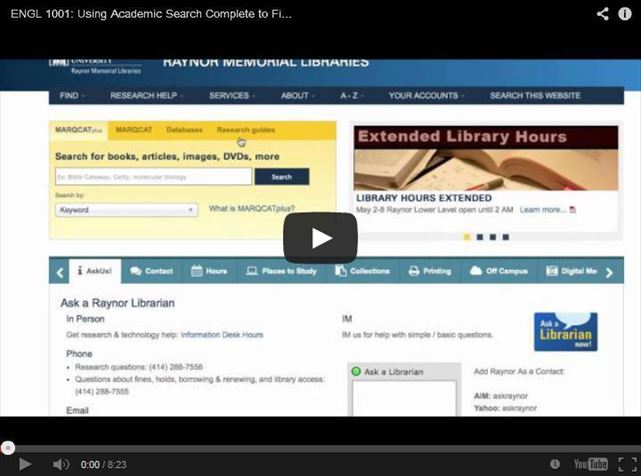 ENGL 1001: Using Academic Search Complete to Fi...
UNIVERSITY
Raynor Memorial Libraries
RAYNOR MEMORIAL LIBRARIES
FIND RESEARCH HELP SERVICES ABOUT A - Z YOUR ACCOUNTS SEARCH THIS WEBSITE
MARQCATplus MARQCAT Databases Research guides
Search for books, articles, images, DVDs, more
Ex: Bible Gateway, Getty, molecular biology Search
Search by:
Keyword What is MARQCATplus?
Extended Library Hours
LIBRARY HOURS EXTENDED
May 2-8 Raynor Lower Level open until 2 AM Learn more...
AskUs! Contact Hours Places to Study Collections Printing Off Campus Digital Me
Ask a Raynor Librarian
In Person
Get research & technology help: Information Desk Hours
Phone
• Research questions: (414) 288-7556
• Questions about fines, holds, borrowing & renewing, and library access:
(414) 288-7555
Email
IM
IM us for help with simple / basic questions.
Ask a
Librarian
now!
Ask a Librarian
Add Raynor As a Contact:
AIM: askraynor
Yahoo: askraynor
0:00 / 8:23
YouTube